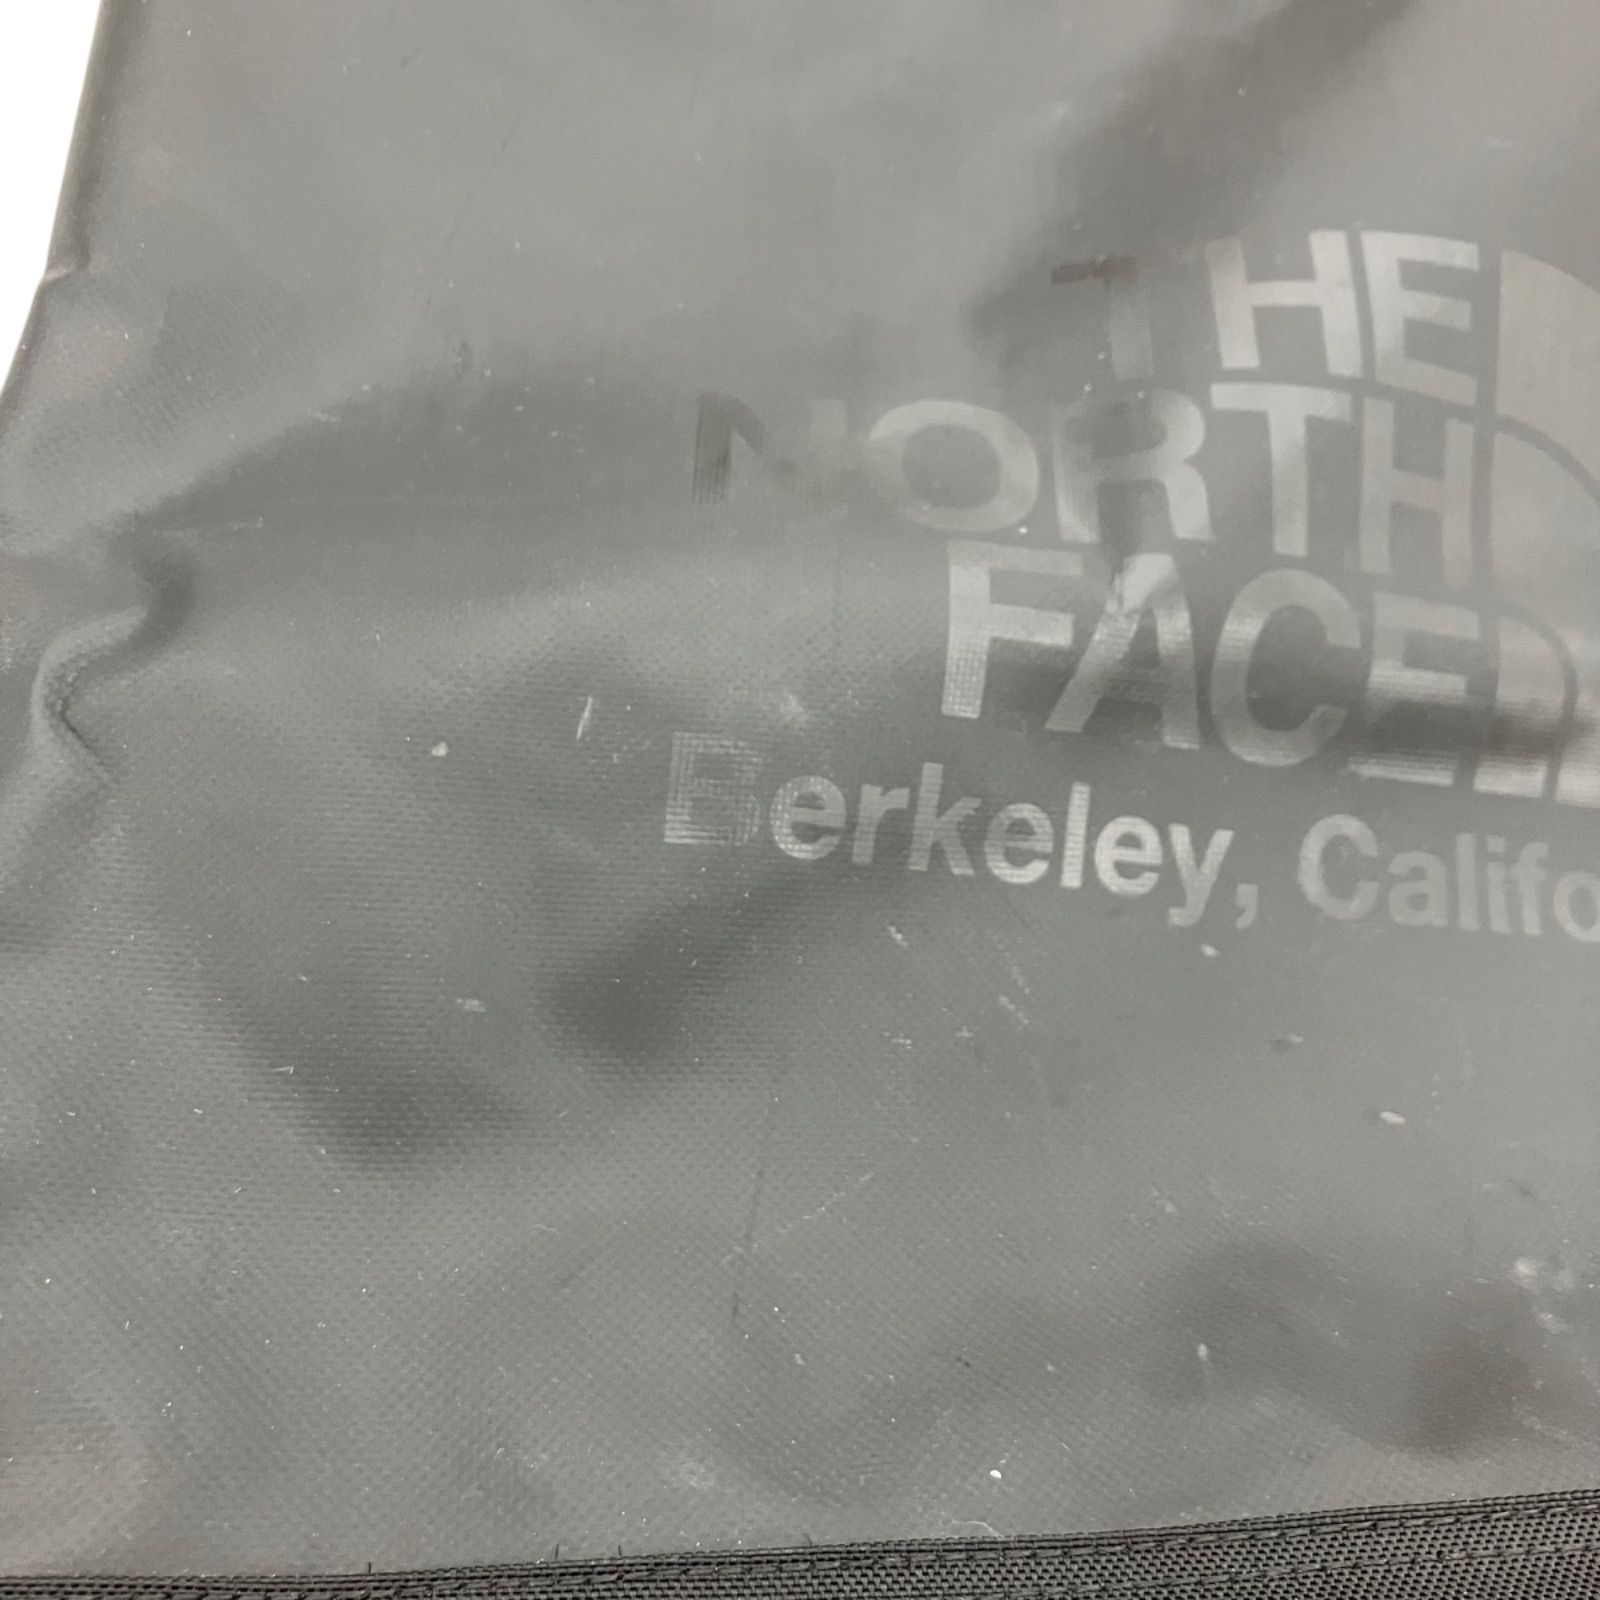 THE
NORTH
FACE
Berkeley, Califo